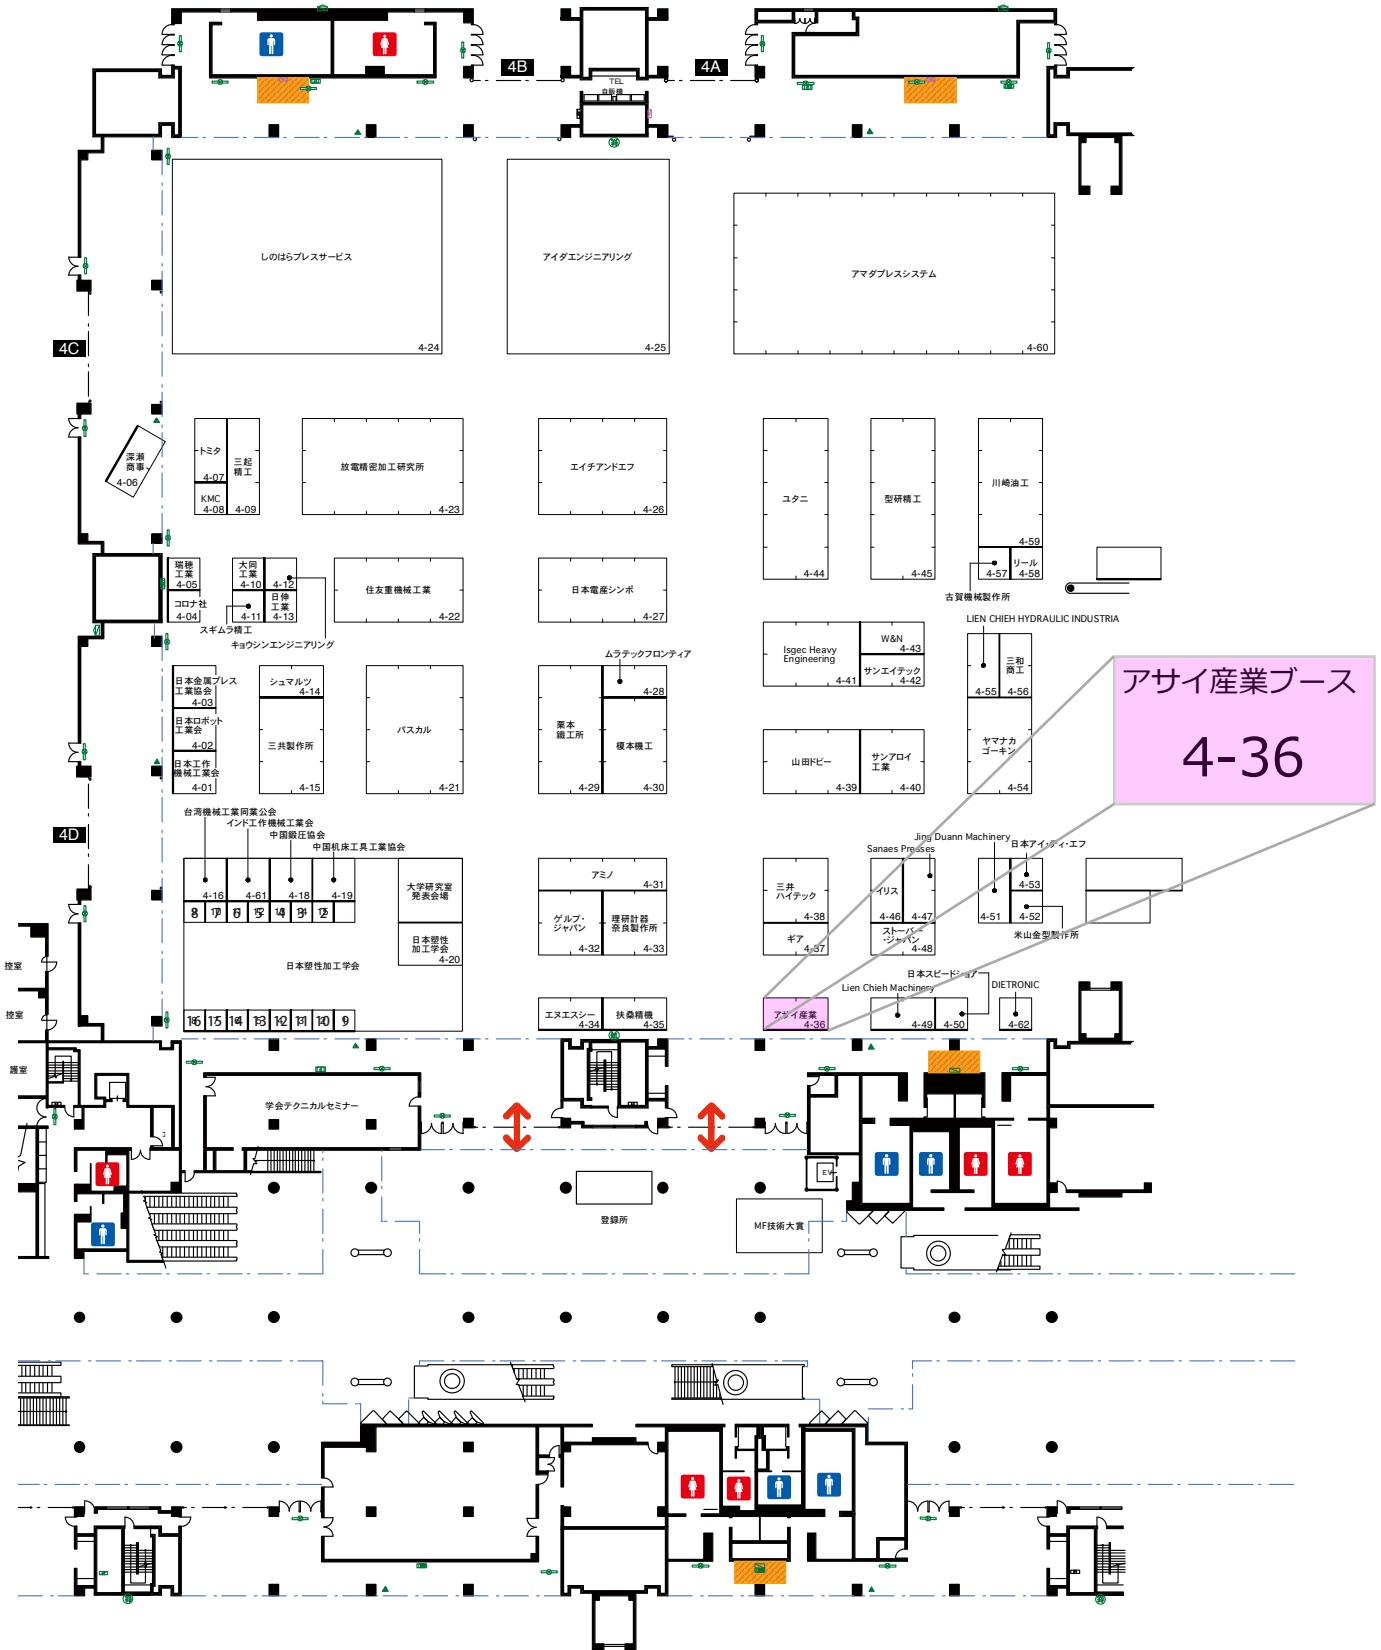 4B
4A
TEL
自販機
しのはらプレスサービス
4-24
アイダエンジニアリング
4-25
アマダプレスシステム
4-60
4C
深瀬
商事
4-06
トミタ
4-07
KMC
4-08
三起
精工
4-09
放電精密加工研究所
4-23
エイチアンドエフ
4-26
ユタニ
4-44
型研精工
4-45
川崎油工
4-59
4-57
リール
4-58
古賀機械製作所
瑞穂
工業
4-05
コロナ社
4-04
大同
工業
4-10
4-12
4-11
日伸
工業
4-13
スギムラ精工
キョウシンエンジニアリング
住友重機械工業
4-22
日本電産シンポ
4-27
LIEN CHIEH HYDRAULIC INDUSTRIA
Isgec Heavy
Engineering
4-41
W&N
4-43
サンエイテック
4-42
4-55
三和
商工
4-56
ムラテックフロンティア
4-28
日本金属プレス
工業協会
4-03
日本ロボット
工業会
4-02
日本工作
機械工業会
4-01
シュマルツ
4-14
三共製作所
4-15
パスカル
4-21
栗本
鐵工所
4-29
榎本機工
4-30
山田ドビー
4-39
サンアロイ
工業
4-40
ヤマナカ
ゴーキン
4-54
アサイ産業ブース
4-36
4D
台湾機械工業同業公会
インド工作機械工業会
中国鍛圧協会
中国机床工具工業協会
4-16
4-61
4-18
4-19
大学研究室
発表会場
日本塑性
加工学会
4-20
日本塑性加工学会
16 15 14 13 12 11 10 9
アミノ
4-31
ゲルブ・
ジャパン
4-32
理研計器
奈良製作所
4-33
三井
ハイテック
4-38
ギア
4-37
Sanaes Presses
Jing Duann Machinery
日本アイ・ティ・エフ
イリス
4-46
4-47
ストーパー・
ジャパン
4-48
4-51
4-53
4-52
米山金型製作所
エヌエスシー
4-34
扶桑精機
4-35
アサイ産業
4-36
Lien Chieh Machinery
日本スピードショア
4-49
4-50
DIETRONIC
4-62
控室
控室
護室
学会テクニカルセミナー
EV
登録所
MF技術大賞